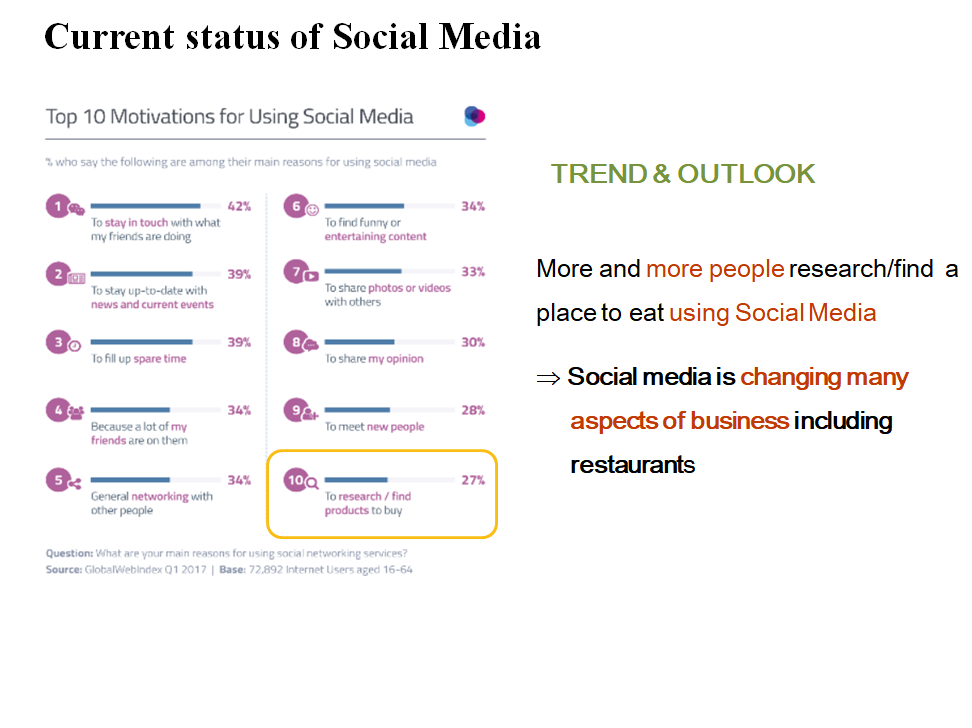 Current status of Social Media
Top 10 Motivations for Using Social Media
% who say the following are among their main reasons for using social media
1 42%
To stay in touch with what
my friends are doing
2 39%
To stay up-to-date with
news and current events
3 39%
To fill up spare time
4 34%
Because a lot of my
friends are on them
5 34%
General networking with
other people
6 34%
To find funny or
entertaining content
7 33%
To share photos or videos
with others
8 30%
To share my opinion
9 28%
To meet new people
10 27%
To research / find
products to buy
Question: What are your main reasons for using social networking services?
Source: GlobalWebIndex Q1 2017 | Base: 72,892 Internet Users aged 16-64
TREND & OUTLOOK
More and more people research/find a
place to eat using Social Media
⇒ Social media is changing many
aspects of business including
restaurants